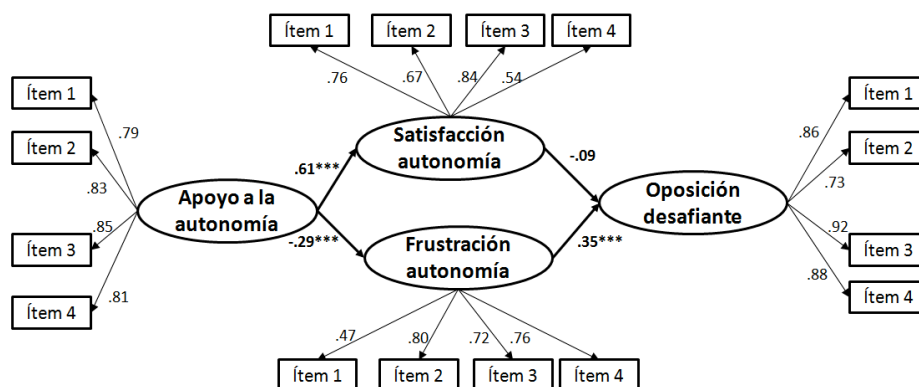 Ítem 1
Ítem 2
Ítem 3
Ítem 4
.76
.67
.84
.54
Ítem 1
Ítem 2
Ítem 3
Ítem 4
.79
.83
.85
.81
Apoyo a la
autonomía
.61***
-.29***
Satisfacción
autonomía
Frustración
autonomía
-.09
.35***
Oposición
desafiante
.86
.73
.92
.88
Ítem 1
Ítem 2
Ítem 3
Ítem 4
.47
.80
.72
.76
Ítem 1
Ítem 2
Ítem 3
Ítem 4